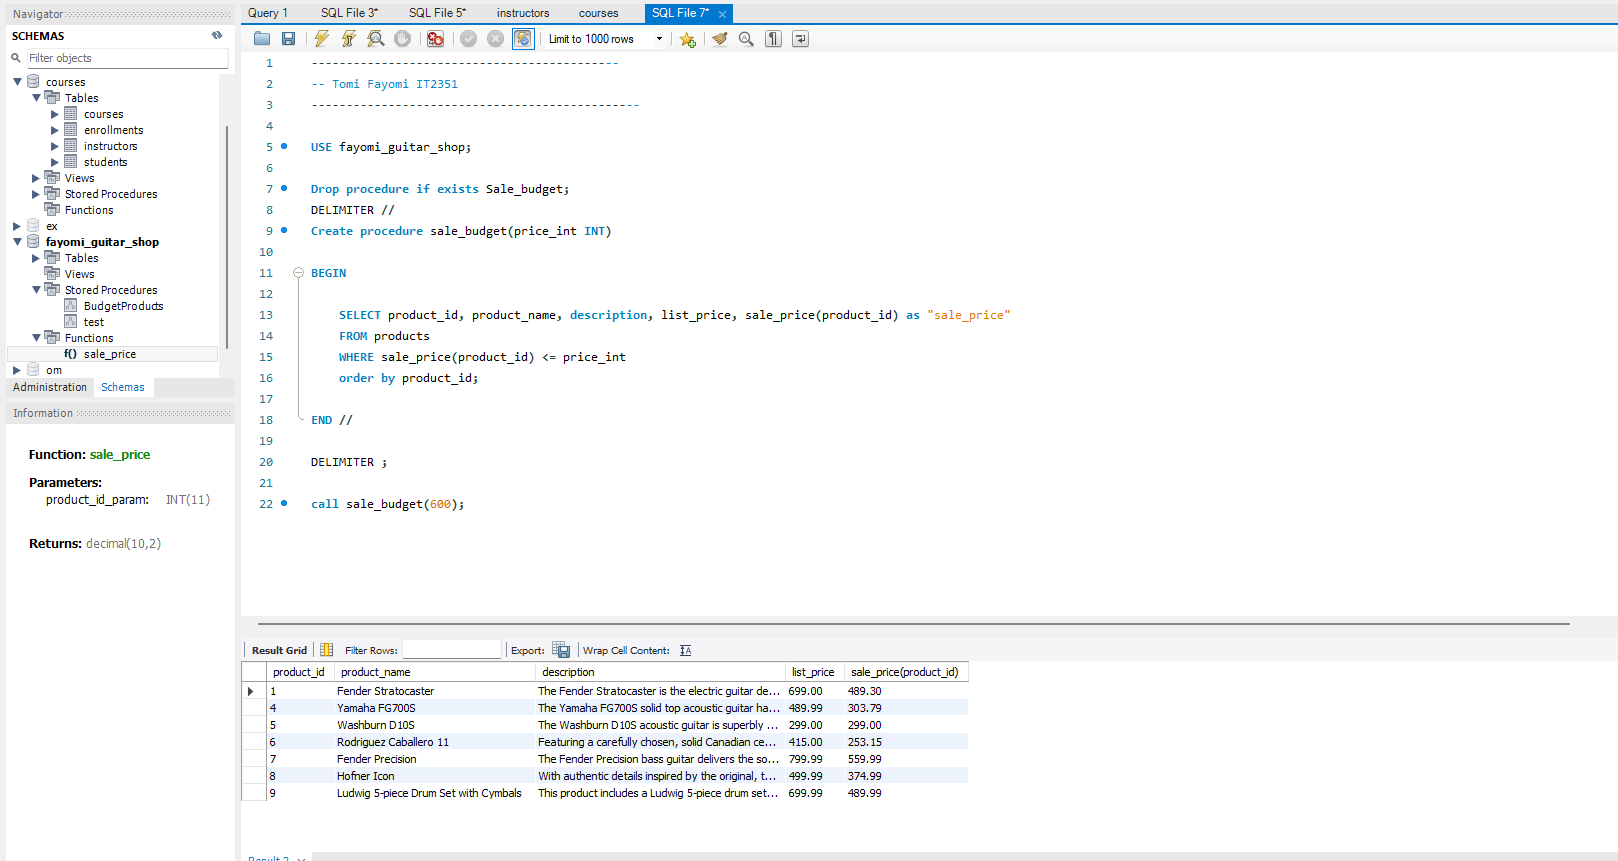 Navigator
SCHEMAS
Filter objects
courses
Tables
courses
enrollments
instructors
students
Views
Stored Procedures
Functions
ex
fayomi_guitar_shop
Tables
Views
Stored Procedures
BudgetProducts
test
Functions
f() sale_price
om
Administration Schemas
Information
Function: sale_price
Parameters:
product_id_param: INT(11)
Returns: decimal(10,2)
Query 1 SQL File 3* SQL File 5* instructors courses SQL File 7*
Limit to 1000 rows
1 --------------------------------------------
2 -- Tomi Fayomi IT2351
3 -----------------------------------------------
4
5 USE fayomi_guitar_shop;
6
7 Drop procedure if exists Sale_budget;
8 DELIMITER //
9 Create procedure sale_budget(price_int INT)
10
11 BEGIN
12
13 SELECT product_id, product_name, description, list_price, sale_price(product_id) as "sale_price"
14 FROM products
15 WHERE sale_price(product_id) <= price_int
16 order by product_id;
17
18 END //
19
20 DELIMITER ;
21
22 call sale_budget(600);
Result Grid Filter Rows: Export: Wrap Cell Content:
product_id product_name description list_price sale_price(product_id)
1 Fender Stratocaster The Fender Stratocaster is the electric guitar de... 699.00 489.30
4 Yamaha FG700S The Yamaha FG700S solid top acoustic guitar ha... 489.99 303.79
5 Washburn D10S The Washburn D10S acoustic guitar is superbly ... 299.00 299.00
6 Rodriguez Caballero 11 Featuring a carefully chosen, solid Canadian ce... 415.00 253.15
7 Fender Precision The Fender Precision bass guitar delivers the so... 799.99 559.99
8 Hofner Icon With authentic details inspired by the original, t... 499.99 374.99
9 Ludwig 5-piece Drum Set with Cymbals This product includes a Ludwig 5-piece drum set... 699.99 489.99